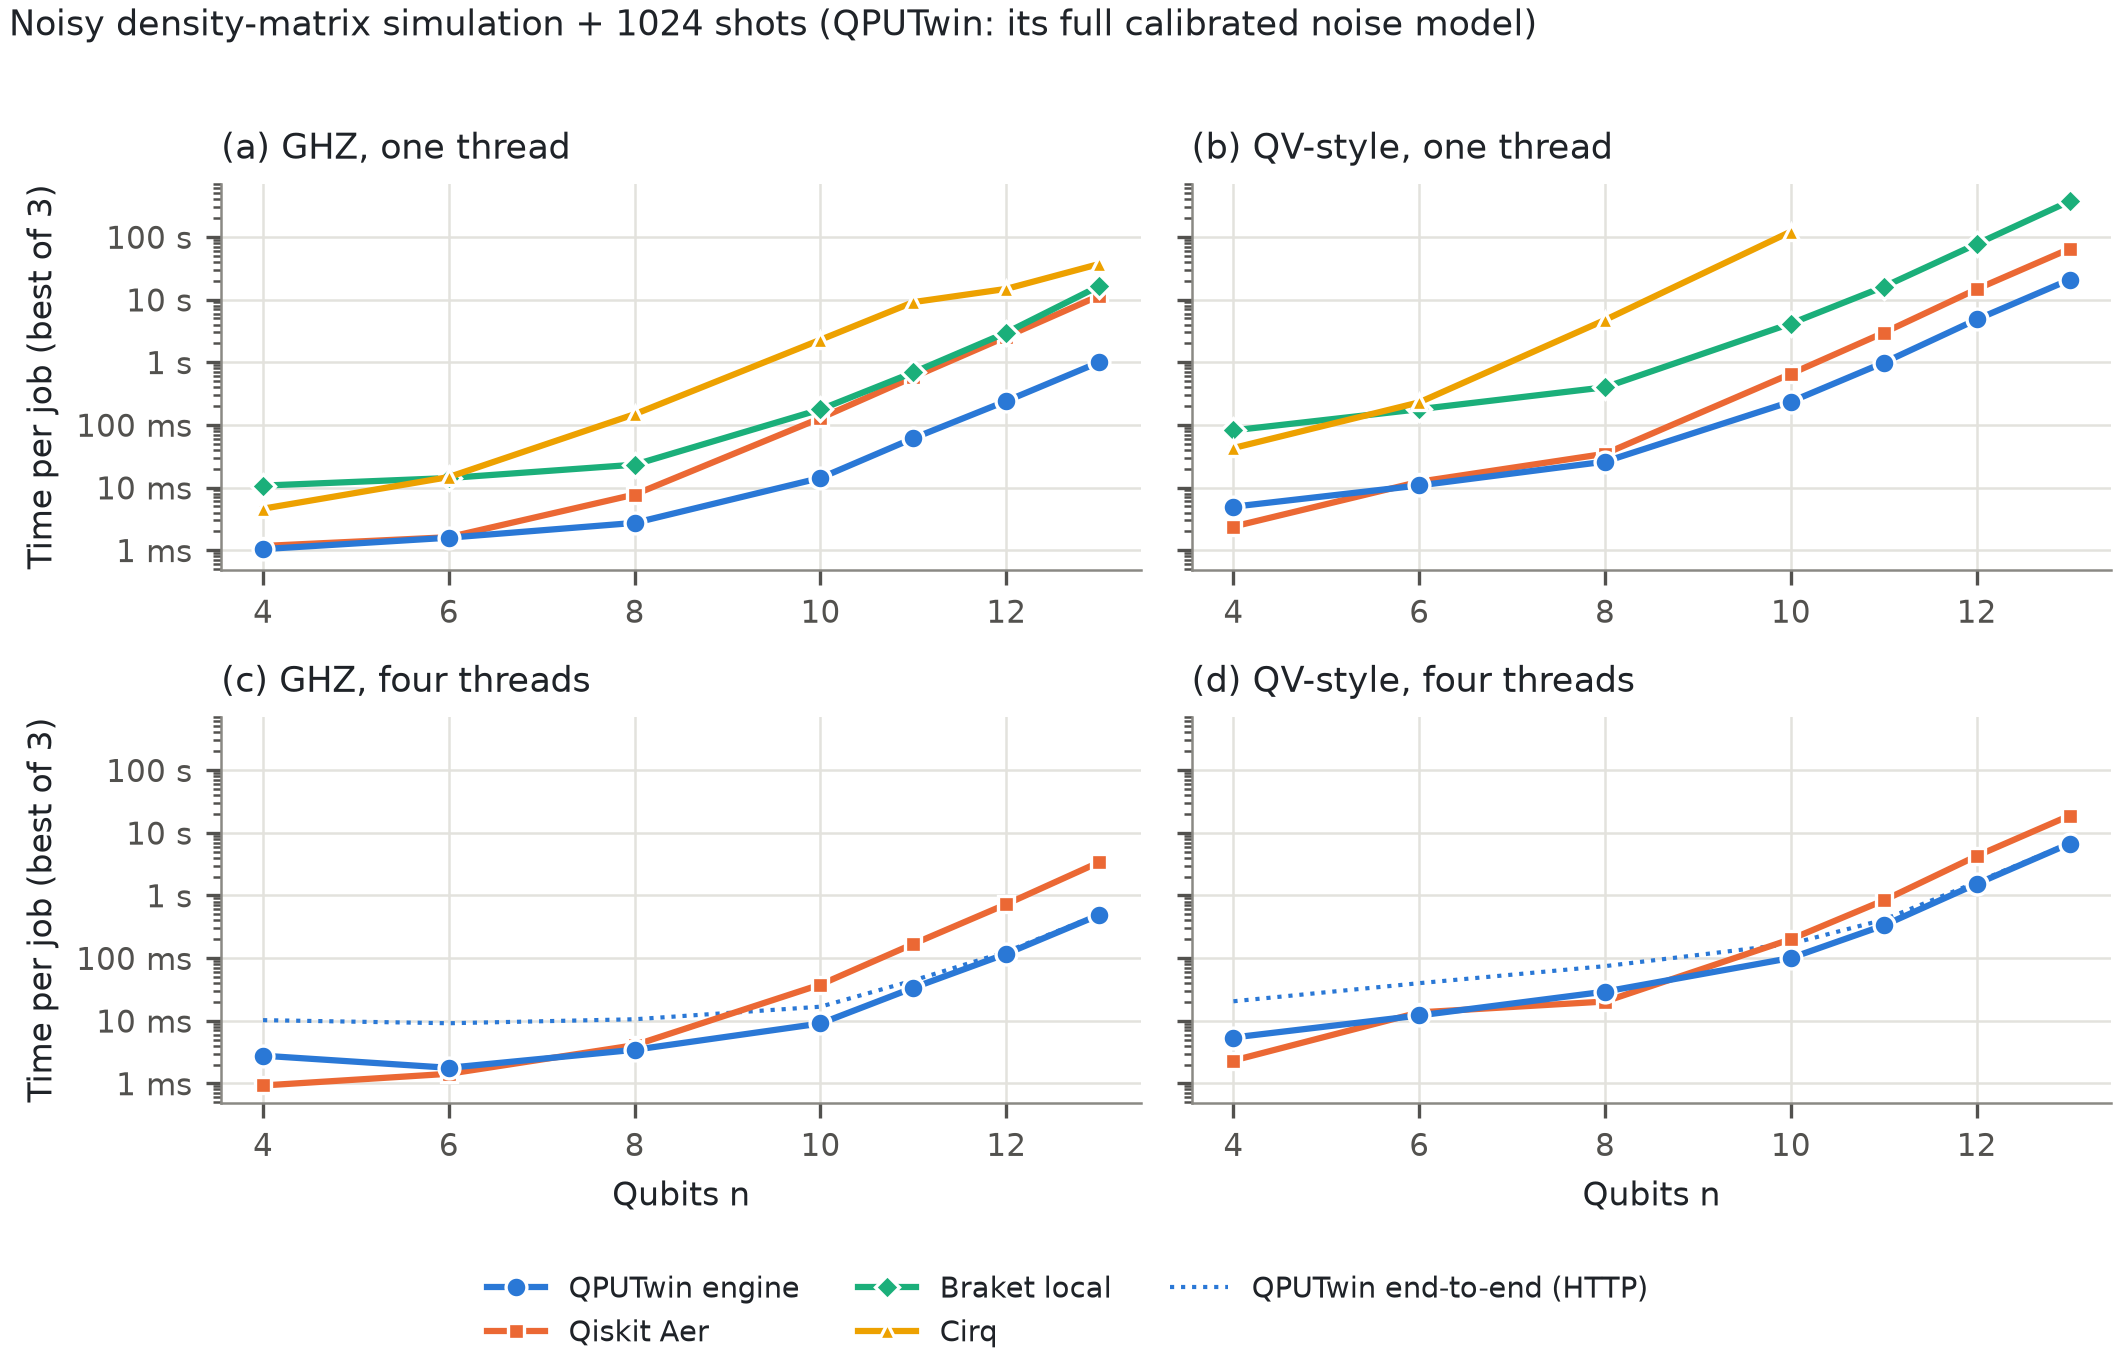 Noisy density-matrix simulation + 1024 shots (QPUTwin: its full calibrated noise model)
(a) GHZ, one thread
Time per job (best of 3)
100 s
10 s
1 s
100 ms
10 ms
1 ms
4
6
8
10
12
(b) QV-style, one thread
4
6
8
10
12
(c) GHZ, four threads
Time per job (best of 3)
100 s
10 s
1 s
100 ms
10 ms
1 ms
4
6
8
10
12
Qubits n
(d) QV-style, four threads
4
6
8
10
12
Qubits n
QPUTwin engine
Qiskit Aer
Braket local
Cirq
QPUTwin end-to-end (HTTP)